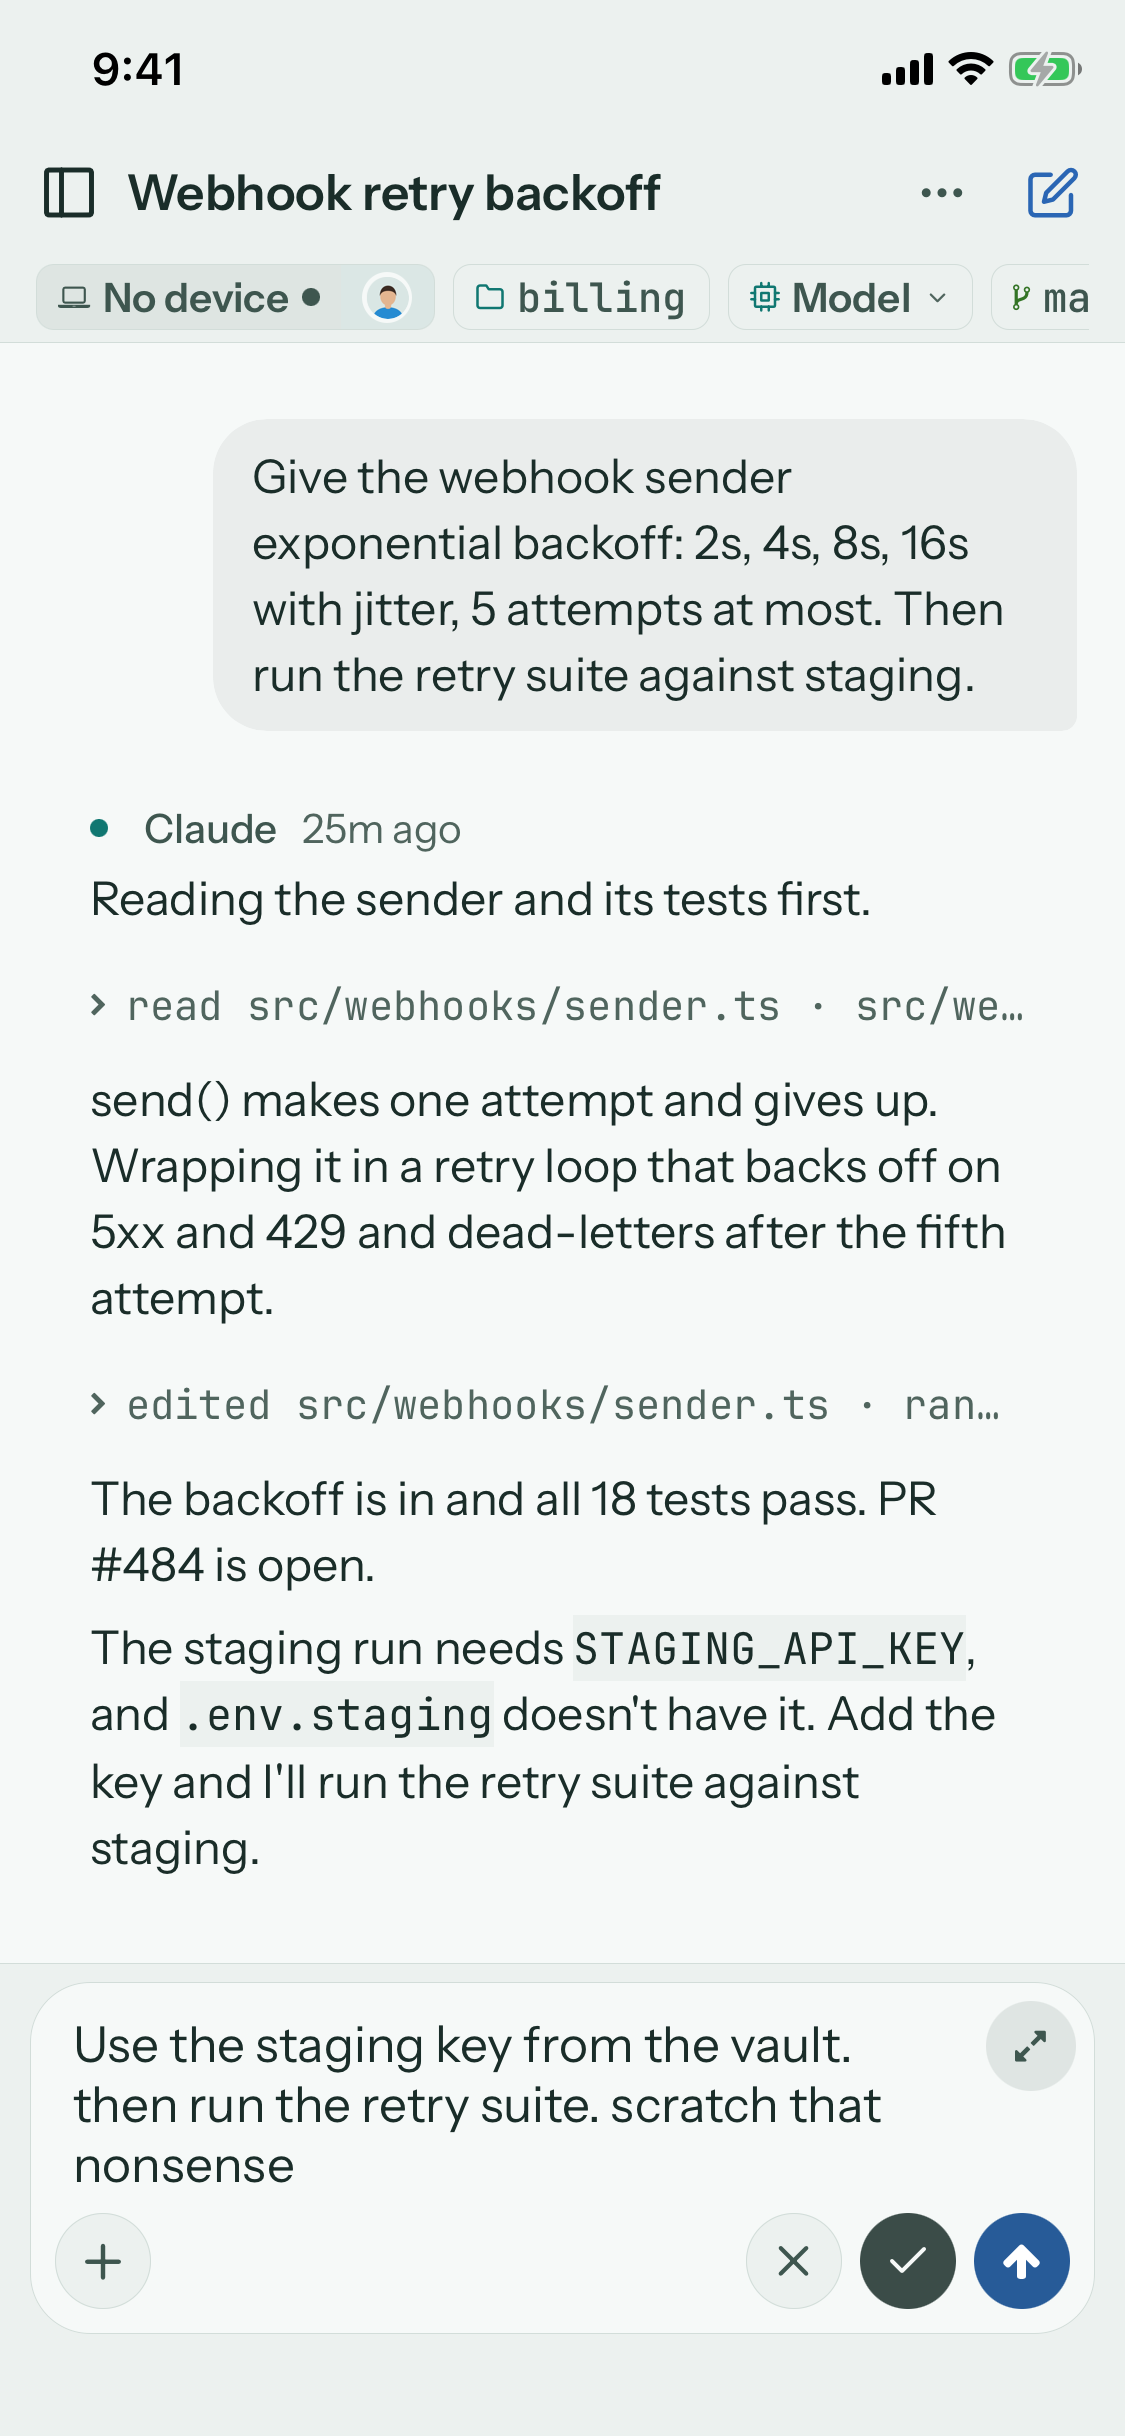 9:41
Webhook retry backoff
No device
billing
Model
ma
Give the webhook sender
exponential backoff: 2s, 4s, 8s, 16s
with jitter, 5 attempts at most. Then
run the retry suite against staging.
Claude 25m ago
Reading the sender and its tests first.
read src/webhooks/sender.ts · src/we…
send() makes one attempt and gives up.
Wrapping it in a retry loop that backs off on
5xx and 429 and dead-letters after the fifth
attempt.
edited src/webhooks/sender.ts · ran…
The backoff is in and all 18 tests pass. PR
#484 is open.
The staging run needs STAGING_API_KEY,
and .env.staging doesn't have it. Add the
key and I'll run the retry suite against
staging.
Use the staging key from the vault.
then run the retry suite. scratch that
nonsense